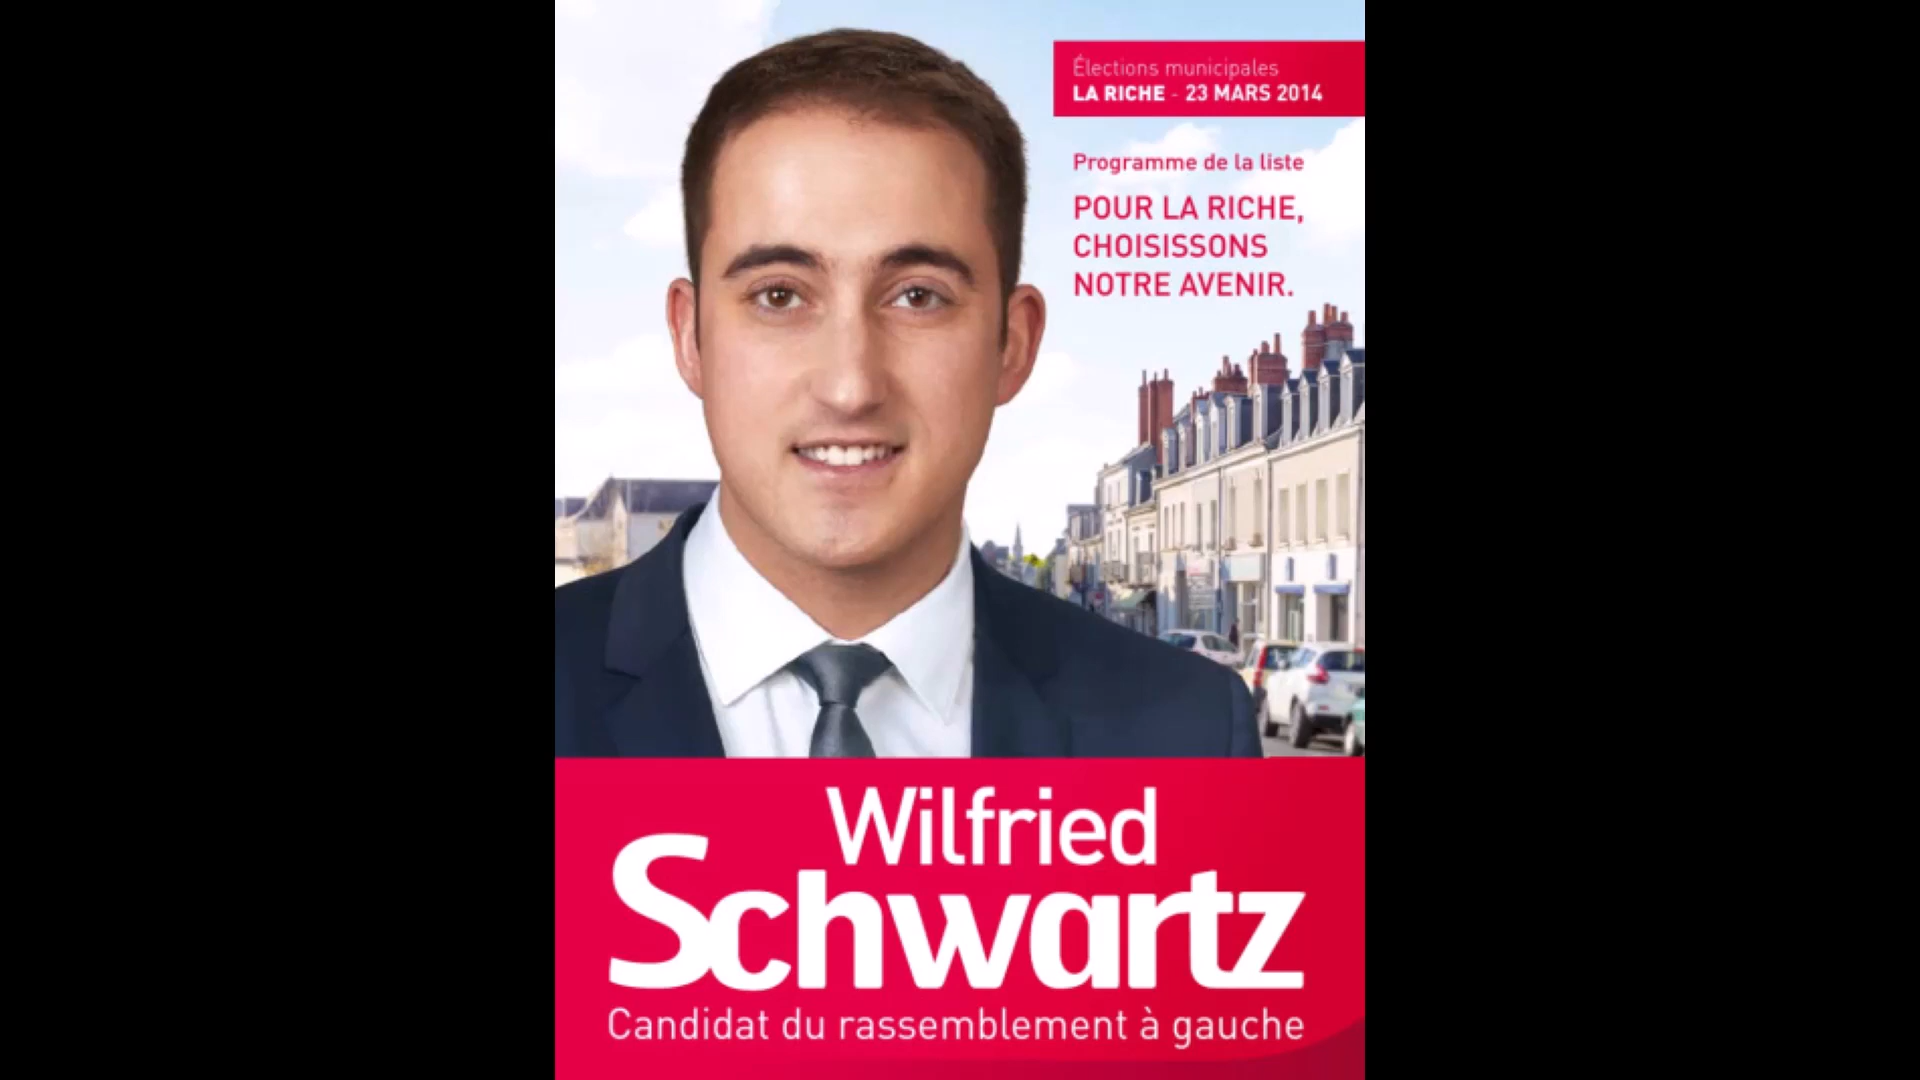 Élections municipales
LA RICHE - 23 MARS 2014
Programme de la liste
POUR LA RICHE,
CHOISISSONS
NOTRE AVENIR.
Wilfried
Schwartz
Candidat du rassemblement à gauche